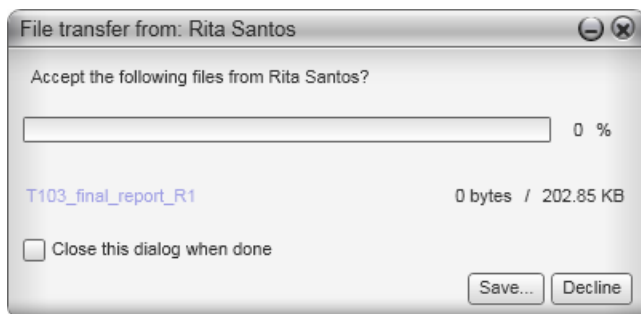 File transfer from: Rita Santos
Accept the following files from Rita Santos?
0 %
T103_final_report_R1 0 bytes / 202.85 KB
Close this dialog when done
Save... Decline